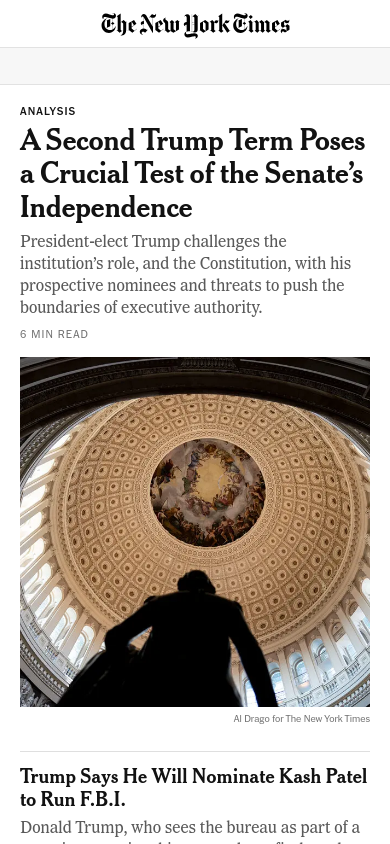 The New York Times
ANALYSIS
A Second Trump Term Poses
a Crucial Test of the Senate’s
Independence
President-elect Trump challenges the
institution’s role, and the Constitution, with his
prospective nominees and threats to push the
boundaries of executive authority.
6 MIN READ
Al Drago for The New York Times
Trump Says He Will Nominate Kash Patel
to Run F.B.I.
Donald Trump, who sees the bureau as part of a